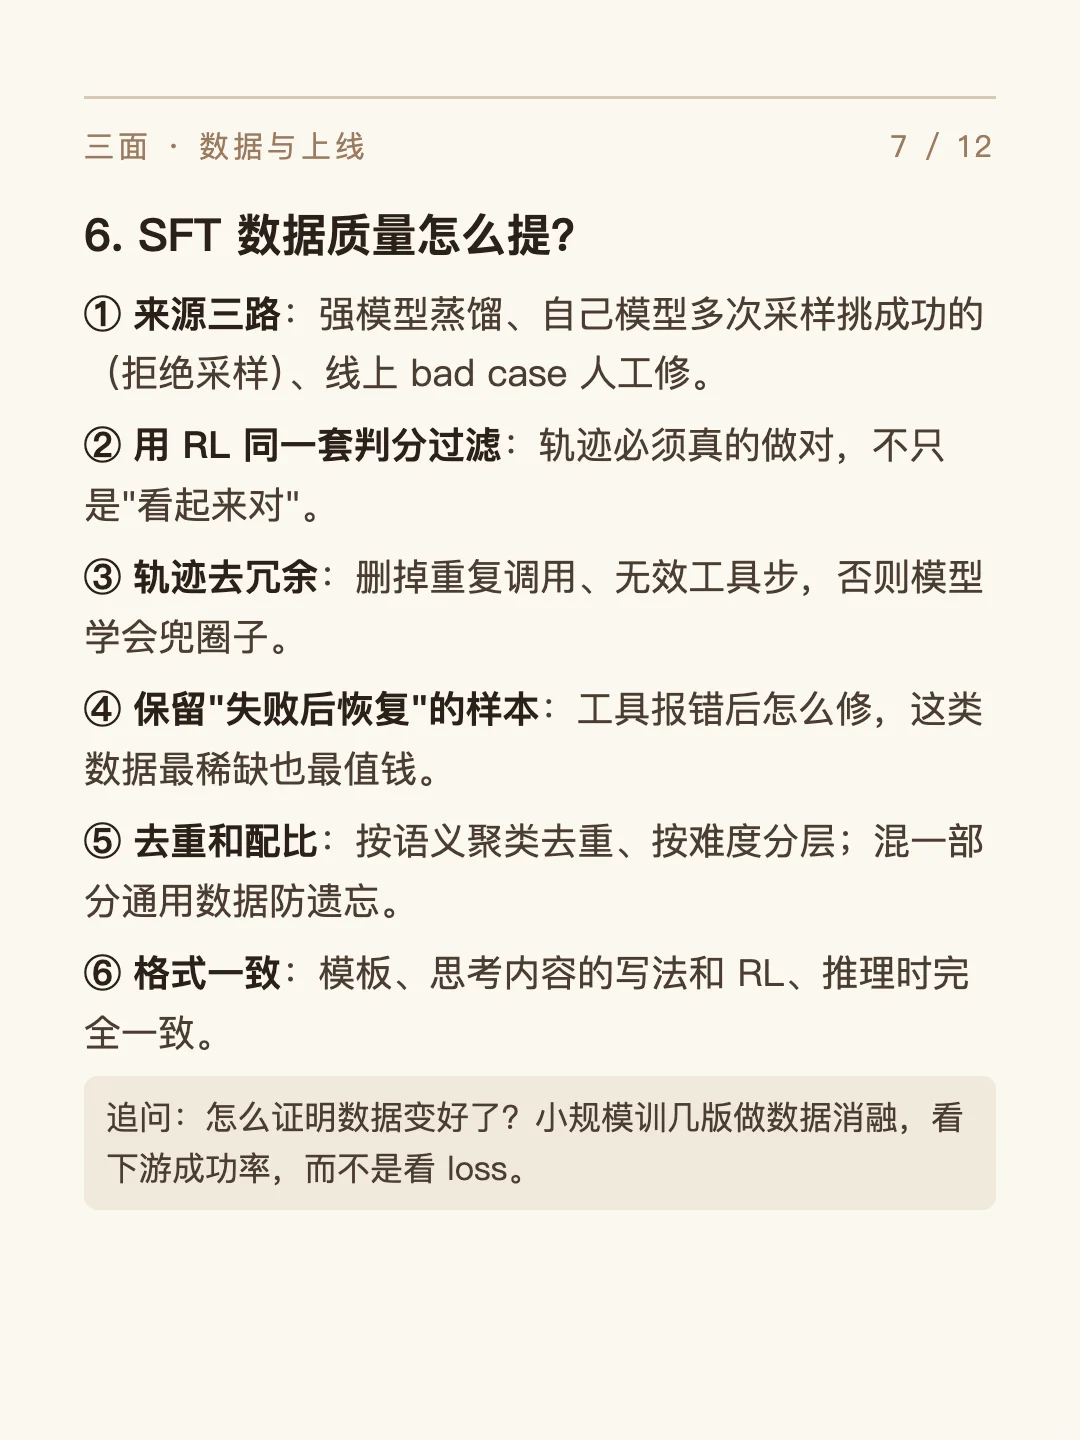 三面 · 数据与上线
7 / 12
6. SFT 数据质量怎么提？
① 来源三路：强模型蒸馏、自己模型多次采样挑成功的
（拒绝采样）、线上 bad case 人工修。
② 用 RL 同一套判分过滤：轨迹必须真的做对，不只
是"看起来对"。
③ 轨迹去冗余：删掉重复调用、无效工具步，否则模型
学会兜圈子。
④ 保留"失败后恢复"的样本：工具报错后怎么修，这类
数据最稀缺也最值钱。
⑤ 去重和配比：按语义聚类去重、按难度分层；混一部
分通用数据防遗忘。
⑥ 格式一致：模板、思考内容的写法和 RL、推理时完
全一致。
追问：怎么证明数据变好了？小规模训几版做数据消融，看
下游成功率，而不是看 loss。